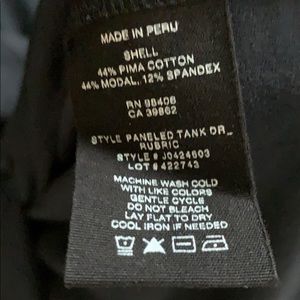 MADE IN PERU
SHELL
44% PIMA COTTON
44% MODAL, 12% SPANDEX
RN 98406
CA 39862
STYLE PANELED TANK DR_
RUBRIC
STYLE # J0424603
LOT # 422743
MACHINE WASH COLD
WITH LIKE COLORS
GENTLE CYCLE
DO NOT BLEACH
LAY FLAT TO DRY
COOL IRON IF NEEDED